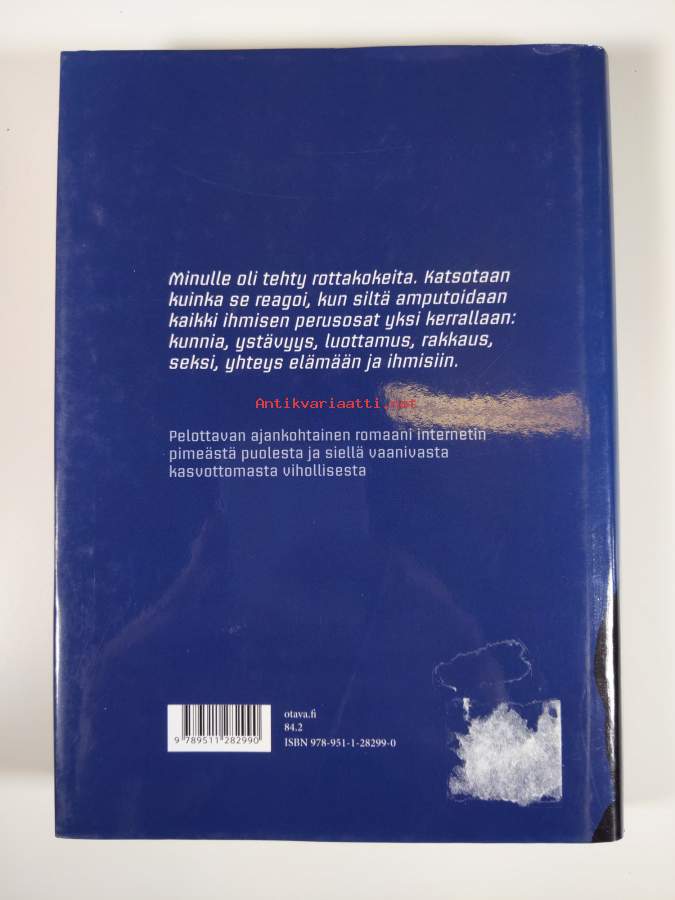 Minulle oli tehty rottakokeita. Katsotaan
kuinka se reagoi, kun siltä amputoidaan
kaikki ihmisen perusosat yksi kerrallaan:
kunnia, ystävyys, luottamus, rakkaus,
seksi, yhteys elämään ja ihmisiin.
Antikvariaatti.net
Pelottavan ajankohtainen romaani internetin
pimeästä puolesta ja siellä vaanivasta
kasvottomasta vihollisesta
otava.fi
84.2
ISBN 978-951-1-28299-0
9 789511 282990